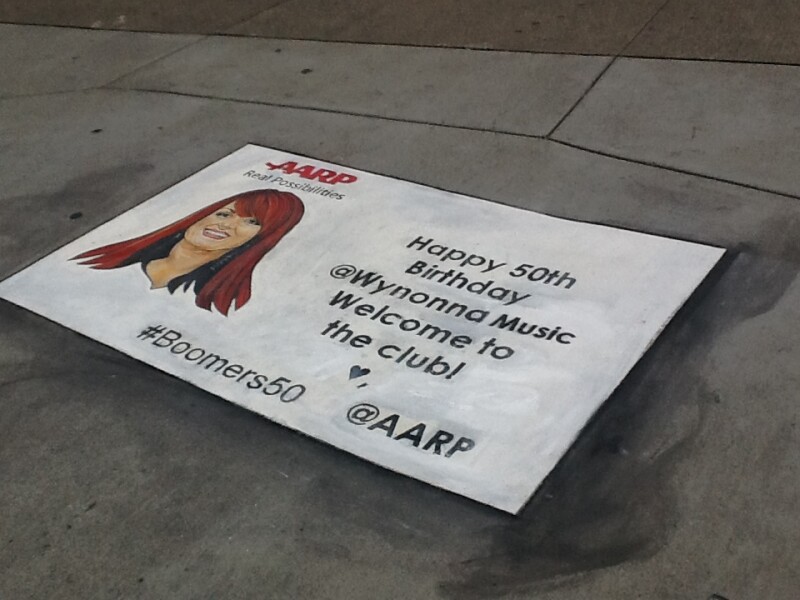 AARP
Real Possibilities
Happy 50th
Birthday
@Wynonna Music
Welcome to
the club!
♥,
@AARP
#Boomers50